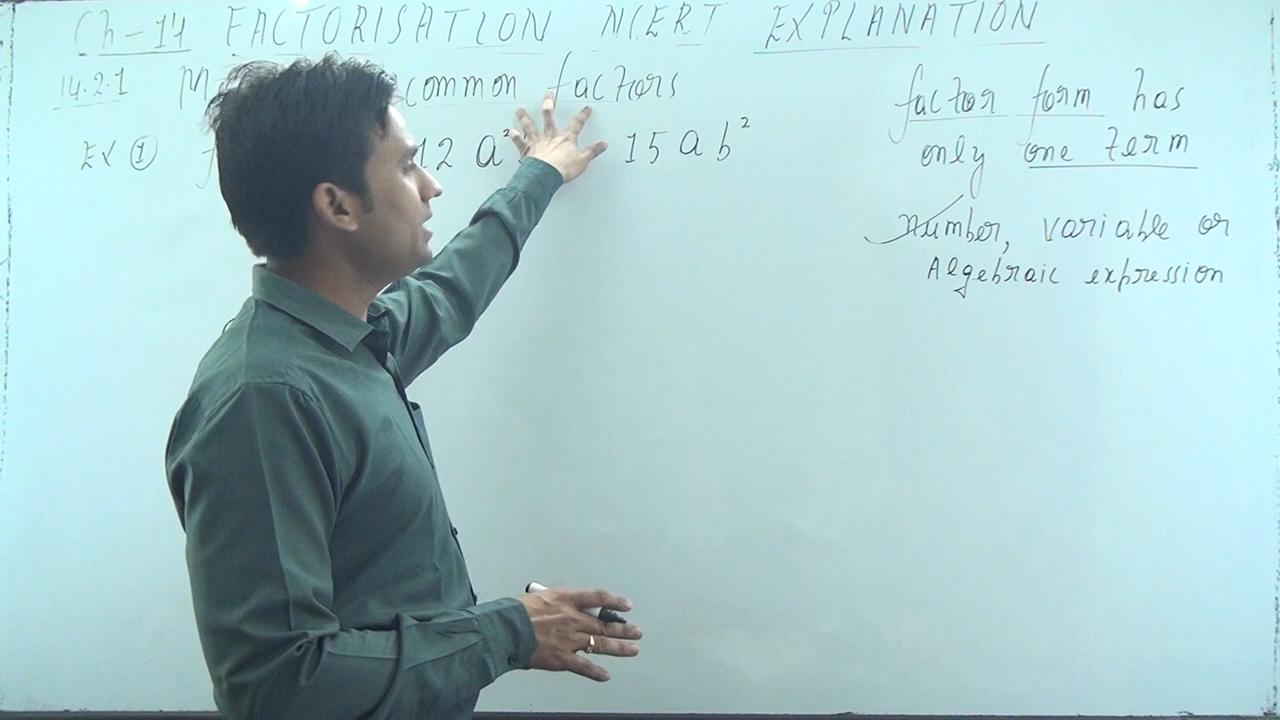 Ch-14 FACTORISATION NCERT EXPLANATION
14.2.1 common factors
Ex ① 12 a² 15 a b²
factor form has
only one term
Number, variable or
Algebraic expression